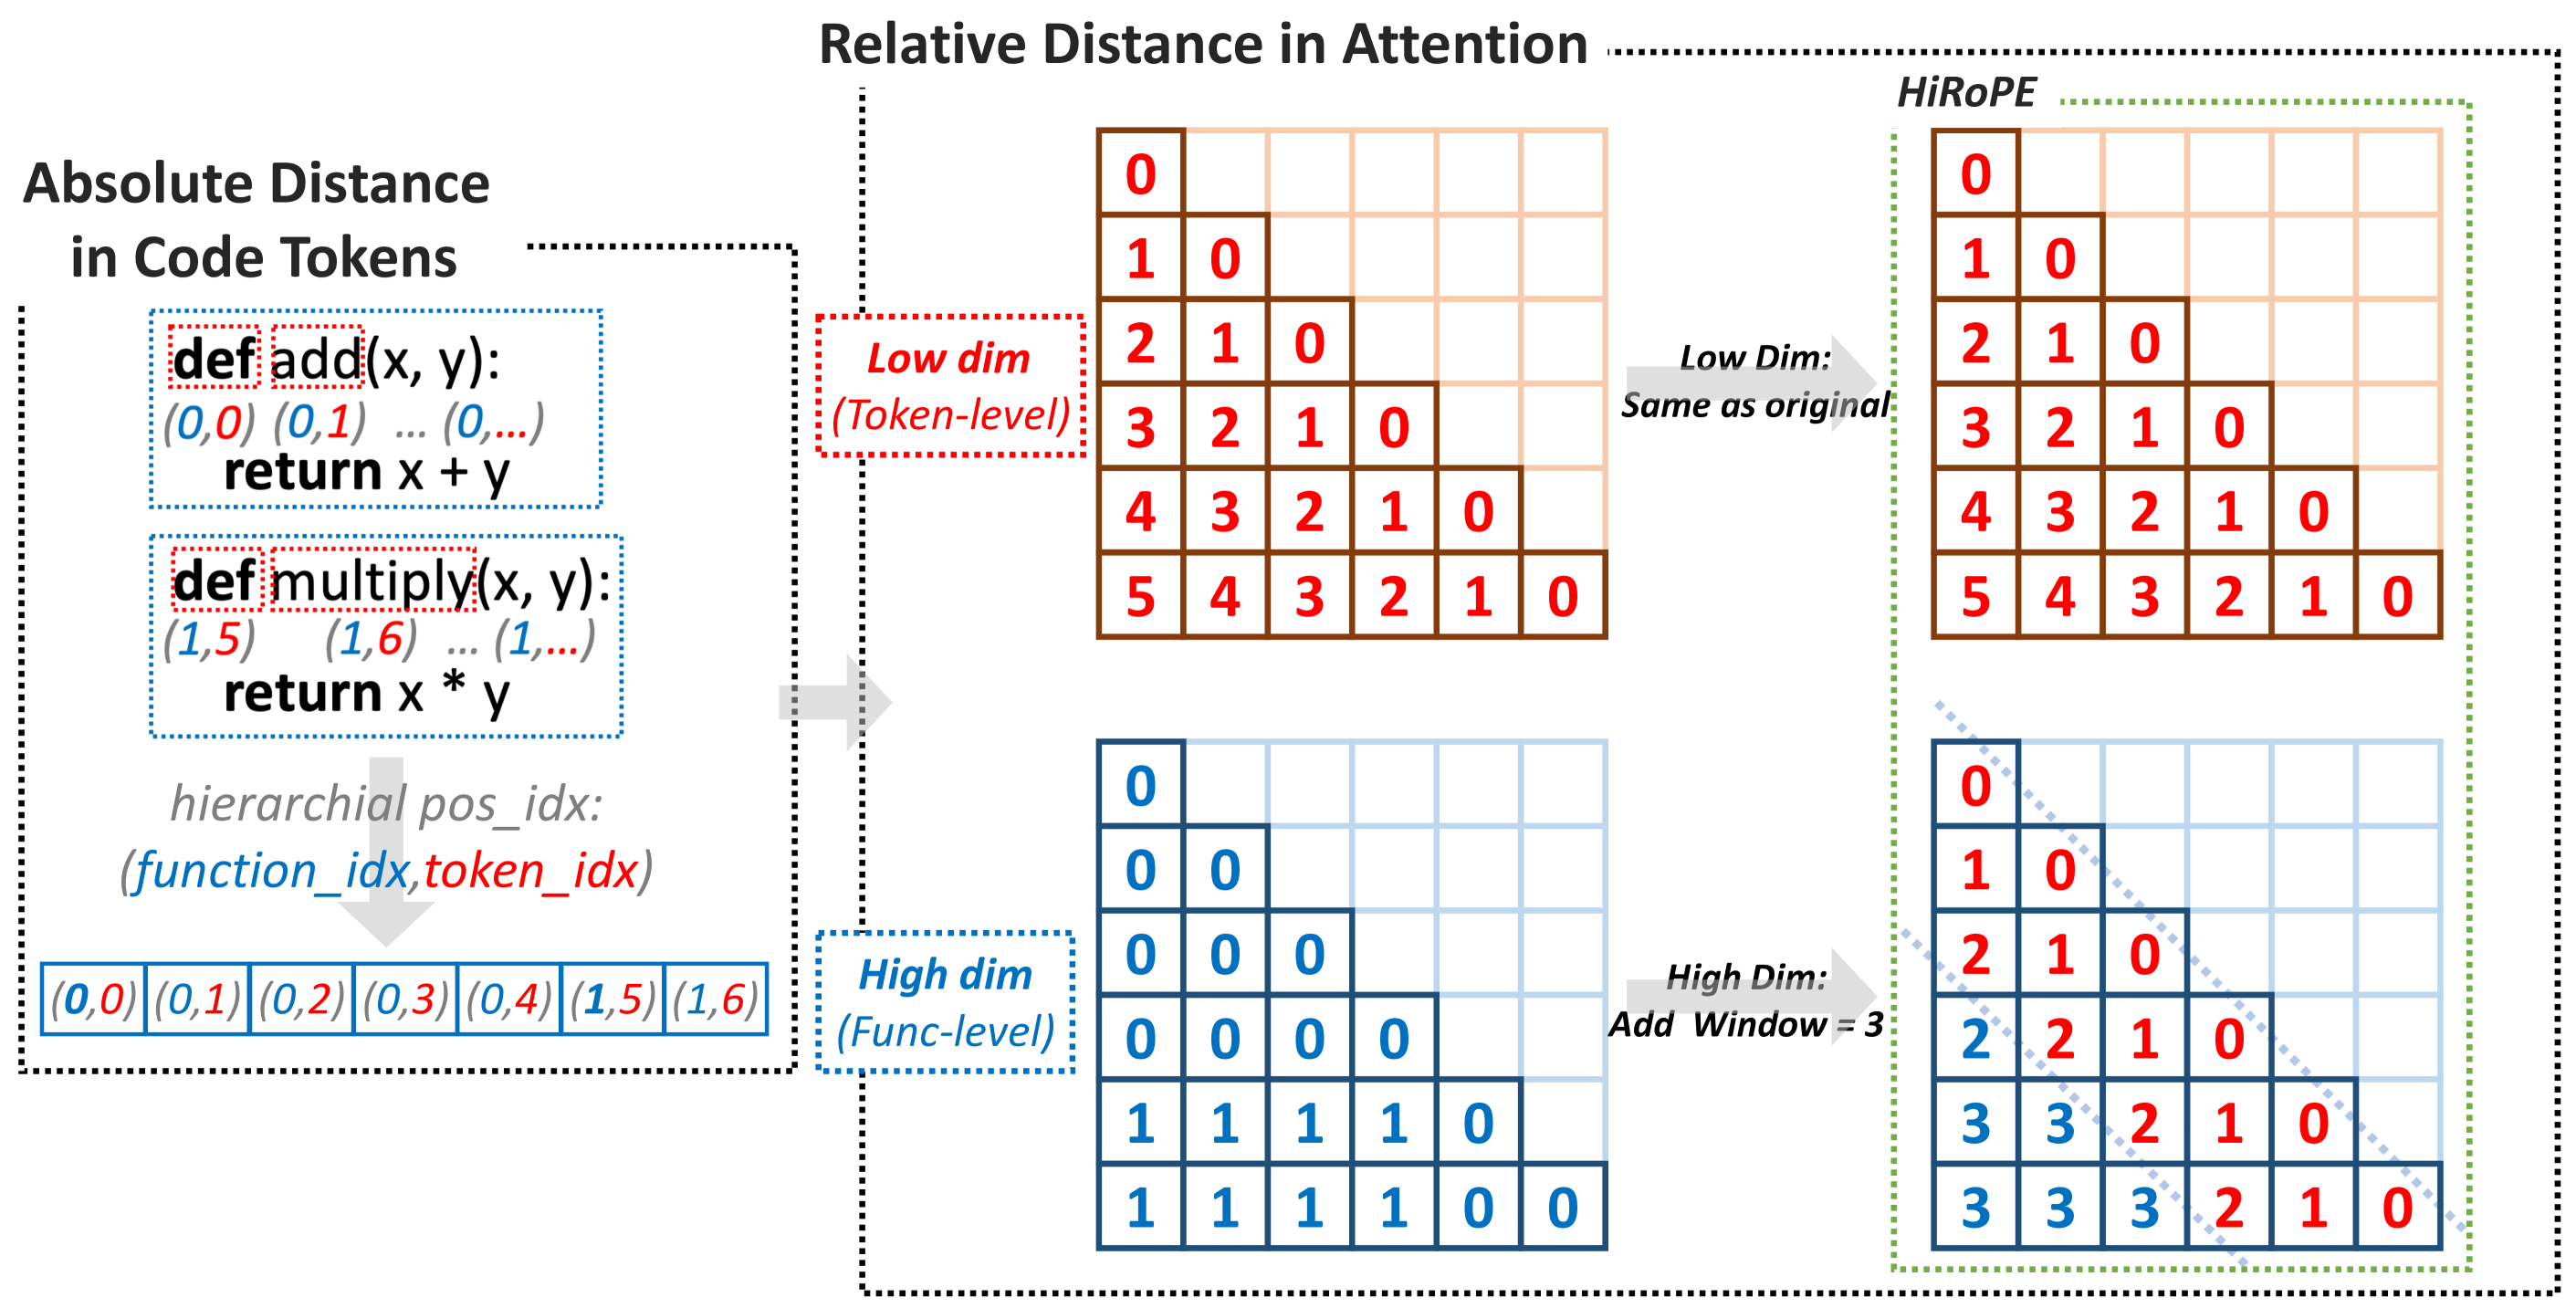 Relative Distance in Attention
Absolute Distance
in Code Tokens
def add(x, y):
(0,0) (0,1) ... (0,...)
return x + y
def multiply(x, y):
(1,5) (1,6) ... (1,...)
return x * y
hierarchial pos_idx:
(function_idx,token_idx)
(0,0) (0,1) (0,2) (0,3) (0,4) (1,5) (1,6)
Low dim
(Token-level)
0
1 0
2 1 0
3 2 1 0
4 3 2 1 0
5 4 3 2 1 0
Low Dim:
Same as original
HiRoPE
0
1 0
2 1 0
3 2 1 0
4 3 2 1 0
5 4 3 2 1 0
High dim
(Func-level)
0
0 0
0 0 0
0 0 0 0
1 1 1 1 0
1 1 1 1 0 0
High Dim:
Add Window = 3
0
1 0
2 1 0
2 2 1 0
3 3 2 1 0
3 3 3 2 1 0